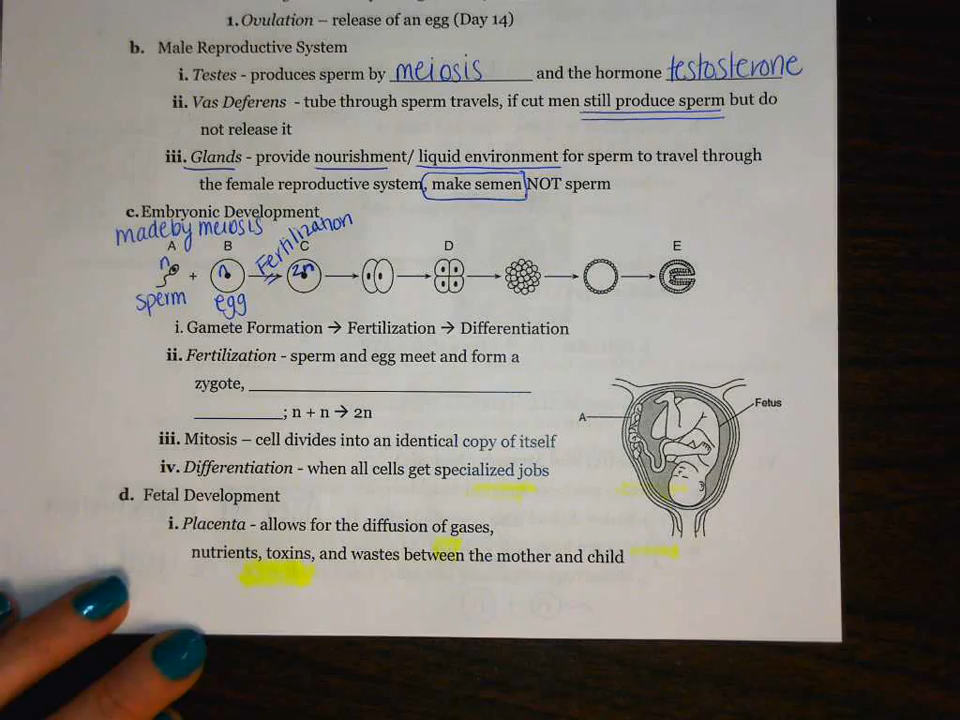 1. Ovulation – release of an egg (Day 14)
b. Male Reproductive System
i. Testes - produces sperm by meiosis and the hormone testosterone
ii. Vas Deferens - tube through sperm travels, if cut men still produce sperm but do
not release it
iii. Glands - provide nourishment/ liquid environment for sperm to travel through
the female reproductive system, make semen NOT sperm
c. Embryonic Development
made by meiosis
Fertilization
A B C D E
n + n 2n
sperm egg
i. Gamete Formation → Fertilization → Differentiation
ii. Fertilization - sperm and egg meet and form a
zygote, ____________________
____________; n + n → 2n
A Fetus
iii. Mitosis – cell divides into an identical copy of itself
iv. Differentiation - when all cells get specialized jobs
d. Fetal Development
i. Placenta - allows for the diffusion of gases,
nutrients, toxins, and wastes between the mother and child